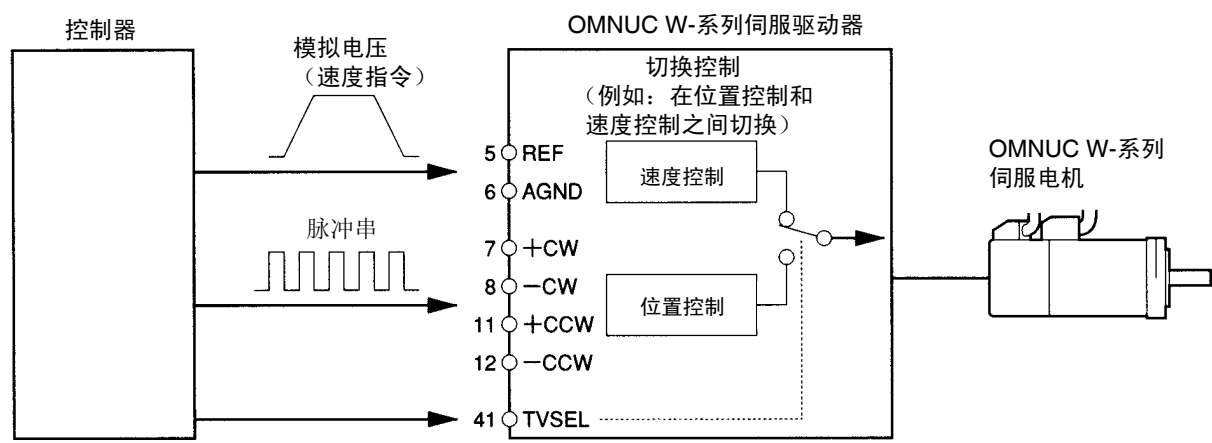 控制器
OMNUC W-系列伺服驱动器
模拟电压
（速度指令）
切换控制
（例如：在位置控制和
速度控制之间切换）
5 REF
6 AGND
速度控制
OMNUC W-系列
伺服电机
脉冲串
7 +CW
8 -CW
11 +CCW
12 -CCW
位置控制
41 TVSEL